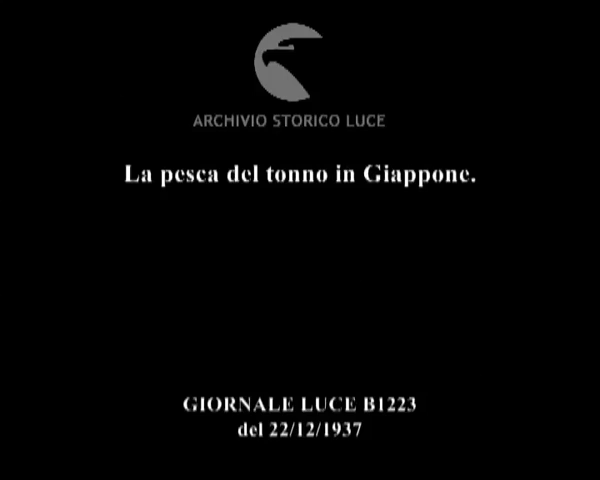 ARCHIVIO STORICO LUCE
La pesca del tonno in Giappone.
GIORNALE LUCE B1223
del 22/12/1937